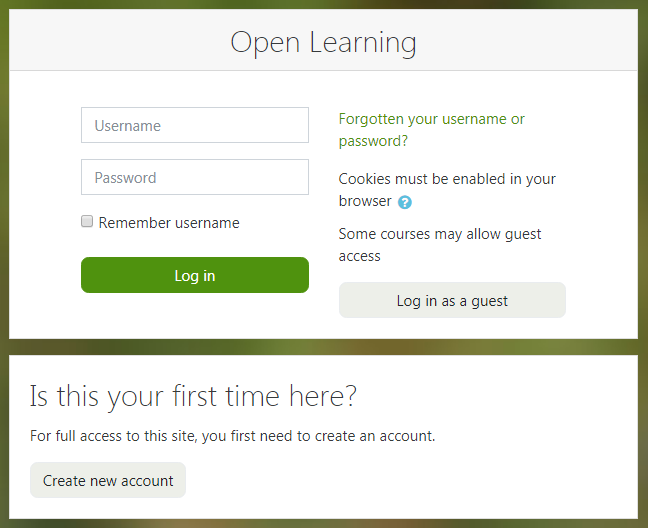 Open Learning
Username
Password
Remember username
Log in
Forgotten your username or
password?
Cookies must be enabled in your
browser ?
Some courses may allow guest
access
Log in as a guest
Is this your first time here?
For full access to this site, you first need to create an account.
Create new account